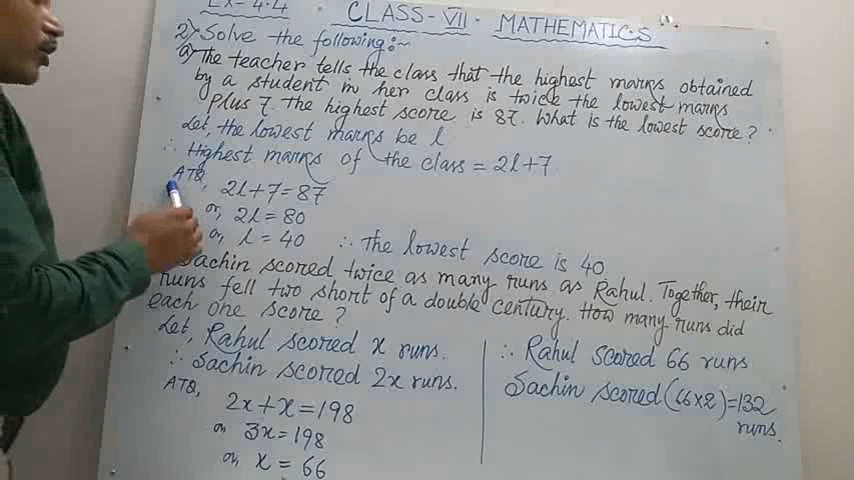 Ex-4.4 CLASS-VII. MATHEMATICS
2) Solve the following:~
a) The teacher tells the class that the highest marks obtained
by a student in her class is twice the lowest marks
plus 7. The highest score is 87. What is the lowest score?
Let, the lowest marks be l
∴ Highest marks of the class = 2l+7
ATQ,
2l+7=87
or, 2l = 80
or, l = 40 ∴ The lowest score is 40
Sachin scored twice as many runs as Rahul. Together, their
runs fell two short of a double century. How many runs did
each one score?
Let, Rahul scored x runs.
∴ Sachin scored 2x runs.
ATQ,
2x+x=198
or, 3x=198
or, x = 66
∴ Rahul scored 66 runs
Sachin scored (66×2)=132
runs.